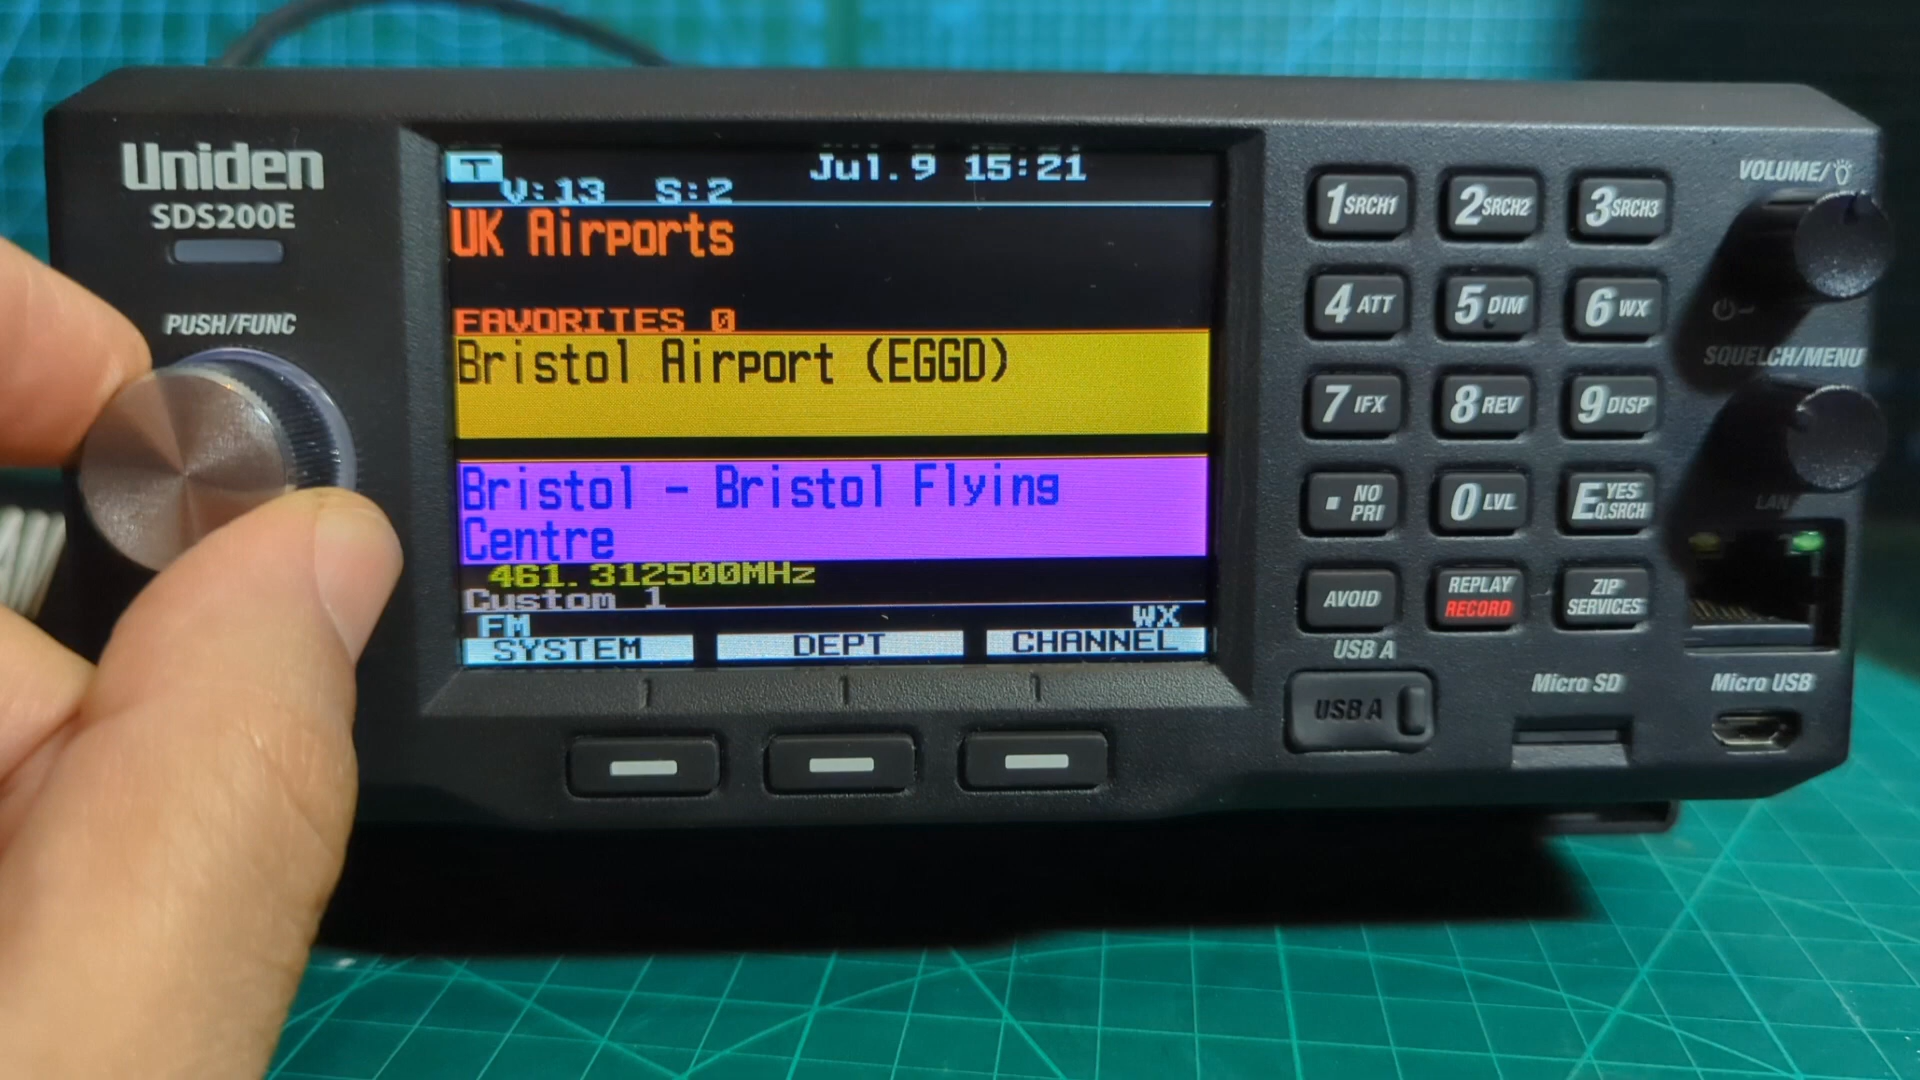 Uniden
SDS200E
PUSH/FUNC
T
V:13 S:2
Jul.9 15:21
UK Airports
FAVORITES 0
Bristol Airport (EGGD)
Bristol - Bristol Flying
Centre
461.312500MHz
Custom 1
FM
WX
SYSTEM DEPT CHANNEL
1 SRCH1 2 SRCH2 3 SRCH3
4 ATT 5 DIM 6 WX
7 IFX 8 REV 9 DISP
. NO PRI 0 LVL E YES Q.SRCH
AVOID REPLAY RECORD ZIP SERVICES
VOLUME/
SQUELCH/MENU
LAN
USB A
USB A
Micro SD
Micro USB